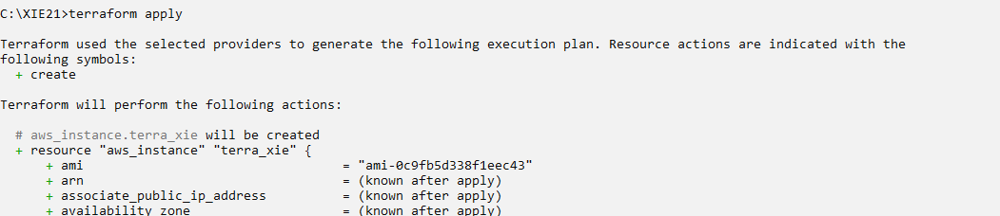 C:\XIE21>terraform apply
Terraform used the selected providers to generate the following execution plan. Resource actions are indicated with the
following symbols:
+ create
Terraform will perform the following actions:
# aws_instance.terra_xie will be created
+ resource "aws_instance" "terra_xie" {
+ ami = "ami-0c9fb5d338f1eec43"
+ arn = (known after apply)
+ associate_public_ip_address = (known after apply)
+ availability_zone = (known after apply)